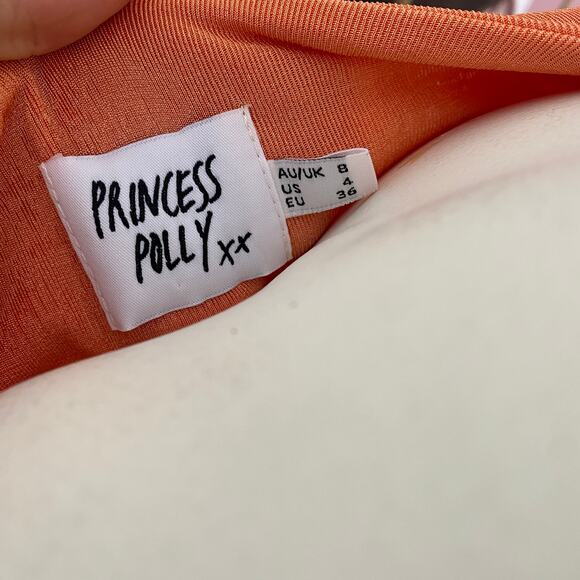 PRINCESS
POLLY xx
AU/UK 8
US 4
EU 36